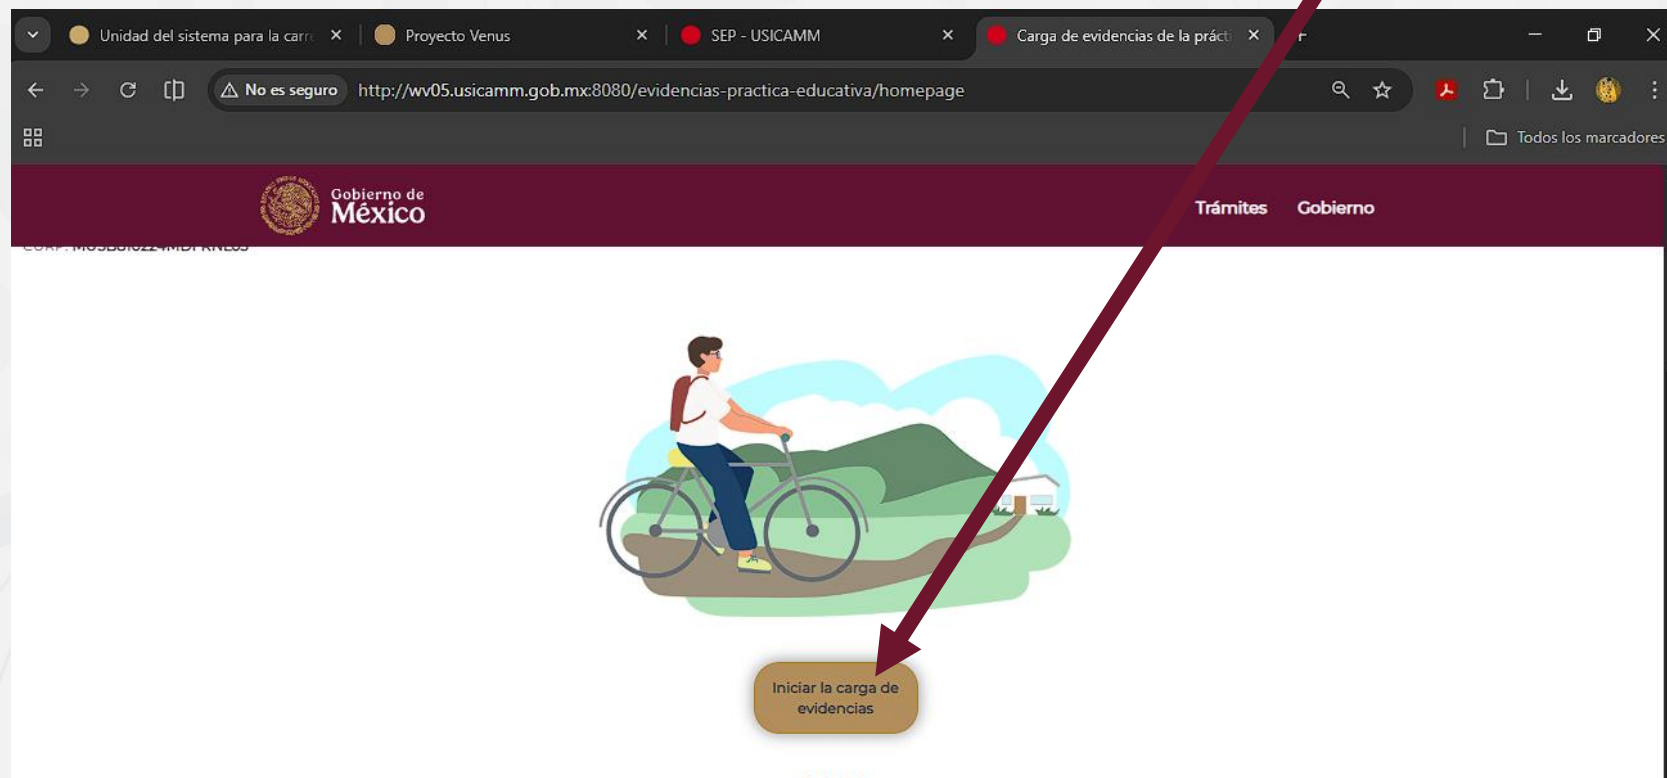 Unidad del sistema para la carr
Proyecto Venus
SEP - USICAMM
Carga de evidencias de la práct
No es seguro
http://wv05.usicamm.gob.mx:8080/evidencias-practica-educativa/homepage
Todos los marcadores
Gobierno de
México
Trámites
Gobierno
Iniciar la carga de
evidencias